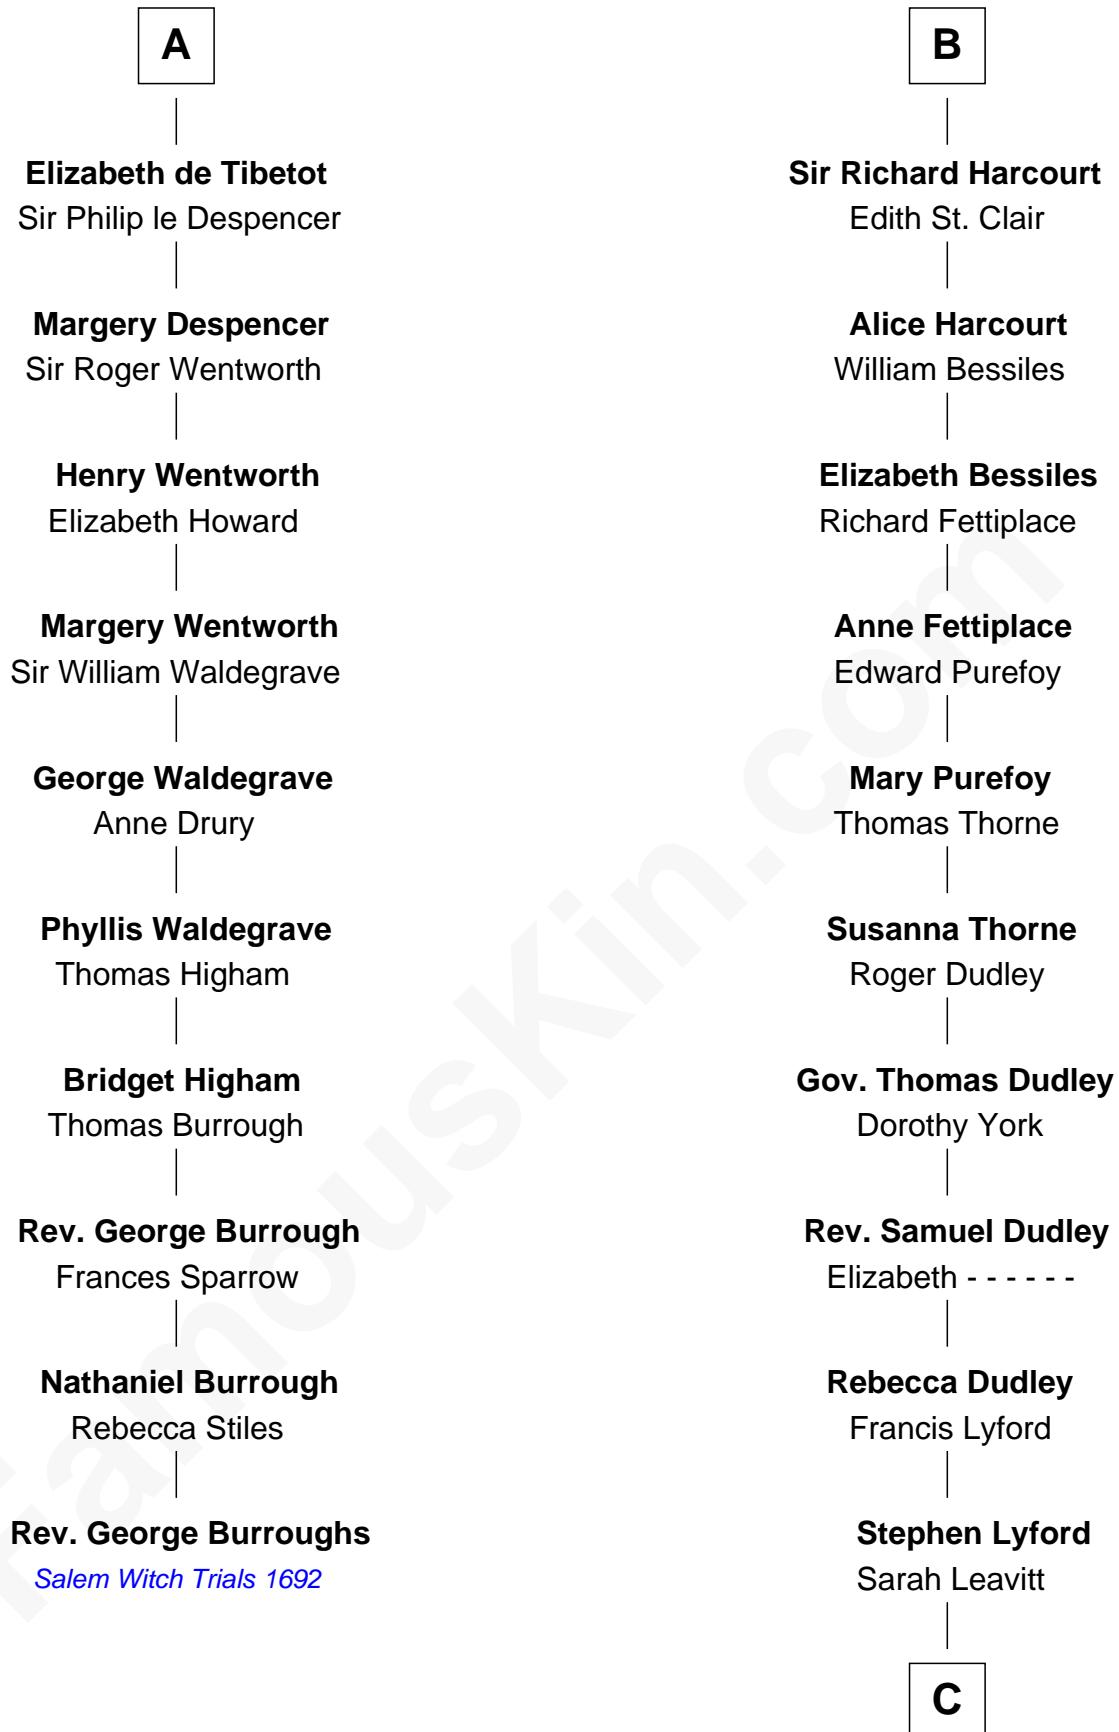 A
Elizabeth de Tibetot
Sir Philip le Despencer
Margery Despencer
Sir Roger Wentworth
Henry Wentworth
Elizabeth Howard
Margery Wentworth
Sir William Waldegrave
George Waldegrave
Anne Drury
Phyllis Waldegrave
Thomas Higham
Bridget Higham
Thomas Burrough
Rev. George Burrough
Frances Sparrow
Nathaniel Burrough
Rebecca Stiles
Rev. George Burroughs
Salem Witch Trials 1692
B
Sir Richard Harcourt
Edith St. Clair
Alice Harcourt
William Bessiles
Elizabeth Bessiles
Richard Fettiplace
Anne Fettiplace
Edward Purefoy
Mary Purefoy
Thomas Thorne
Susanna Thorne
Roger Dudley
Gov. Thomas Dudley
Dorothy York
Rev. Samuel Dudley
Elizabeth - - - - - -
Rebecca Dudley
Francis Lyford
Stephen Lyford
Sarah Leavitt
C
FamousKin.com